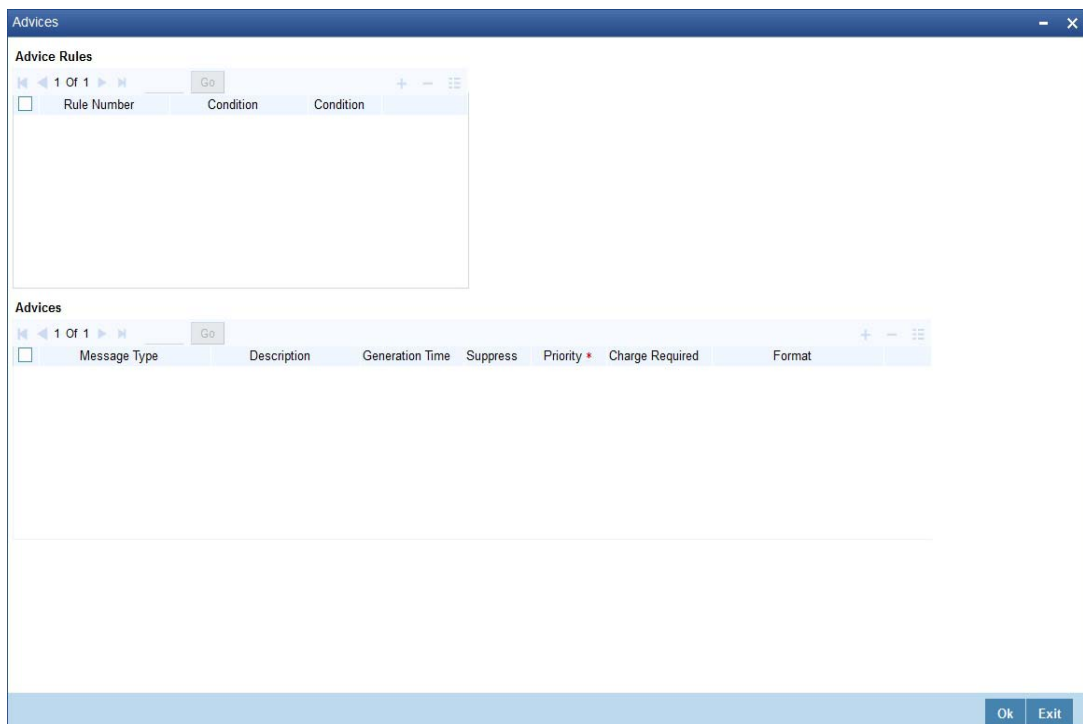 Advices
Advice Rules
1 Of 1 Go
Rule Number Condition Condition
Advices
1 Of 1 Go
Message Type Description Generation Time Suppress Priority * Charge Required Format
Ok Exit